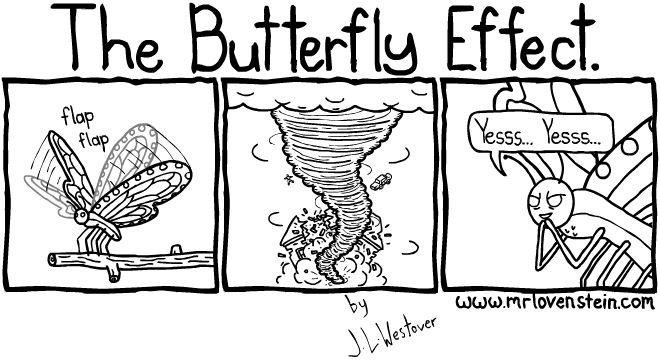 The Butterfly Effect.
flap
flap
Yesss... Yesss...
www.mrlovenstein.com
by
J.L.Westover